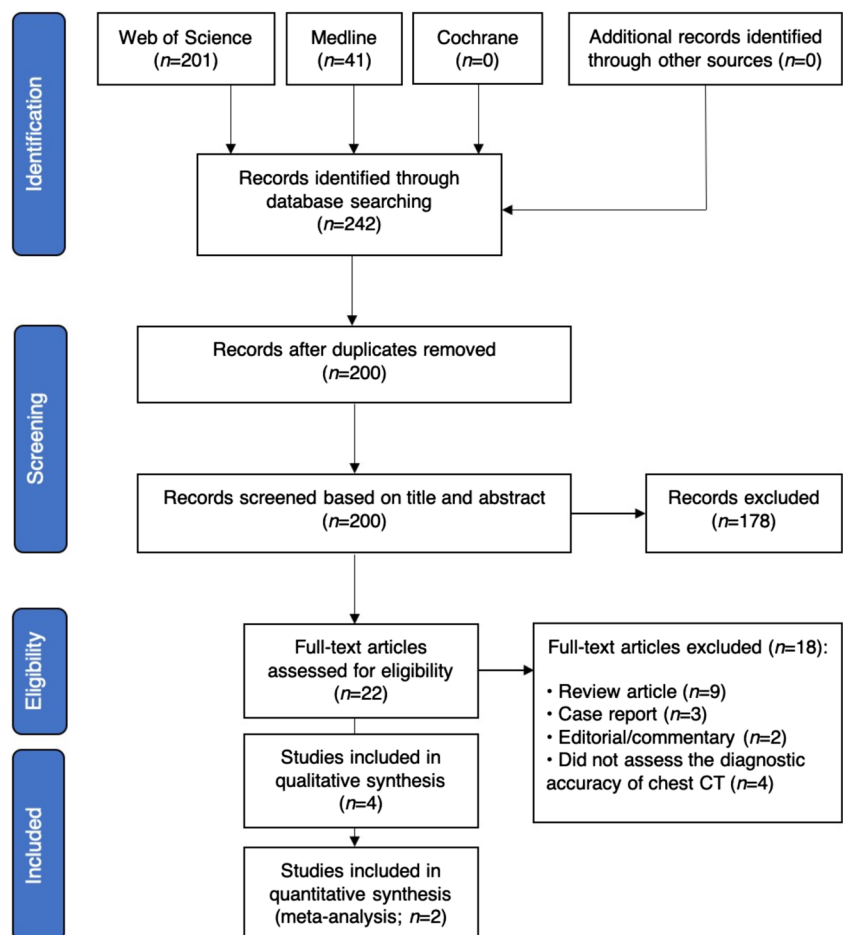 Identification
Web of Science
(n=201)
Medline
(n=41)
Cochrane
(n=0)
Additional records identified
through other sources (n=0)
Records identified through
database searching
(n=242)
Screening
Records after duplicates removed
(n=200)
Records screened based on title and abstract
(n=200)
Records excluded
(n=178)
Eligibility
Full-text articles
assessed for eligibility
(n=22)
Full-text articles excluded (n=18):
• Review article (n=9)
• Case report (n=3)
• Editorial/commentary (n=2)
• Did not assess the diagnostic
accuracy of chest CT (n=4)
Included
Studies included in
qualitative synthesis
(n=4)
Studies included in
quantitative synthesis
(meta-analysis; n=2)